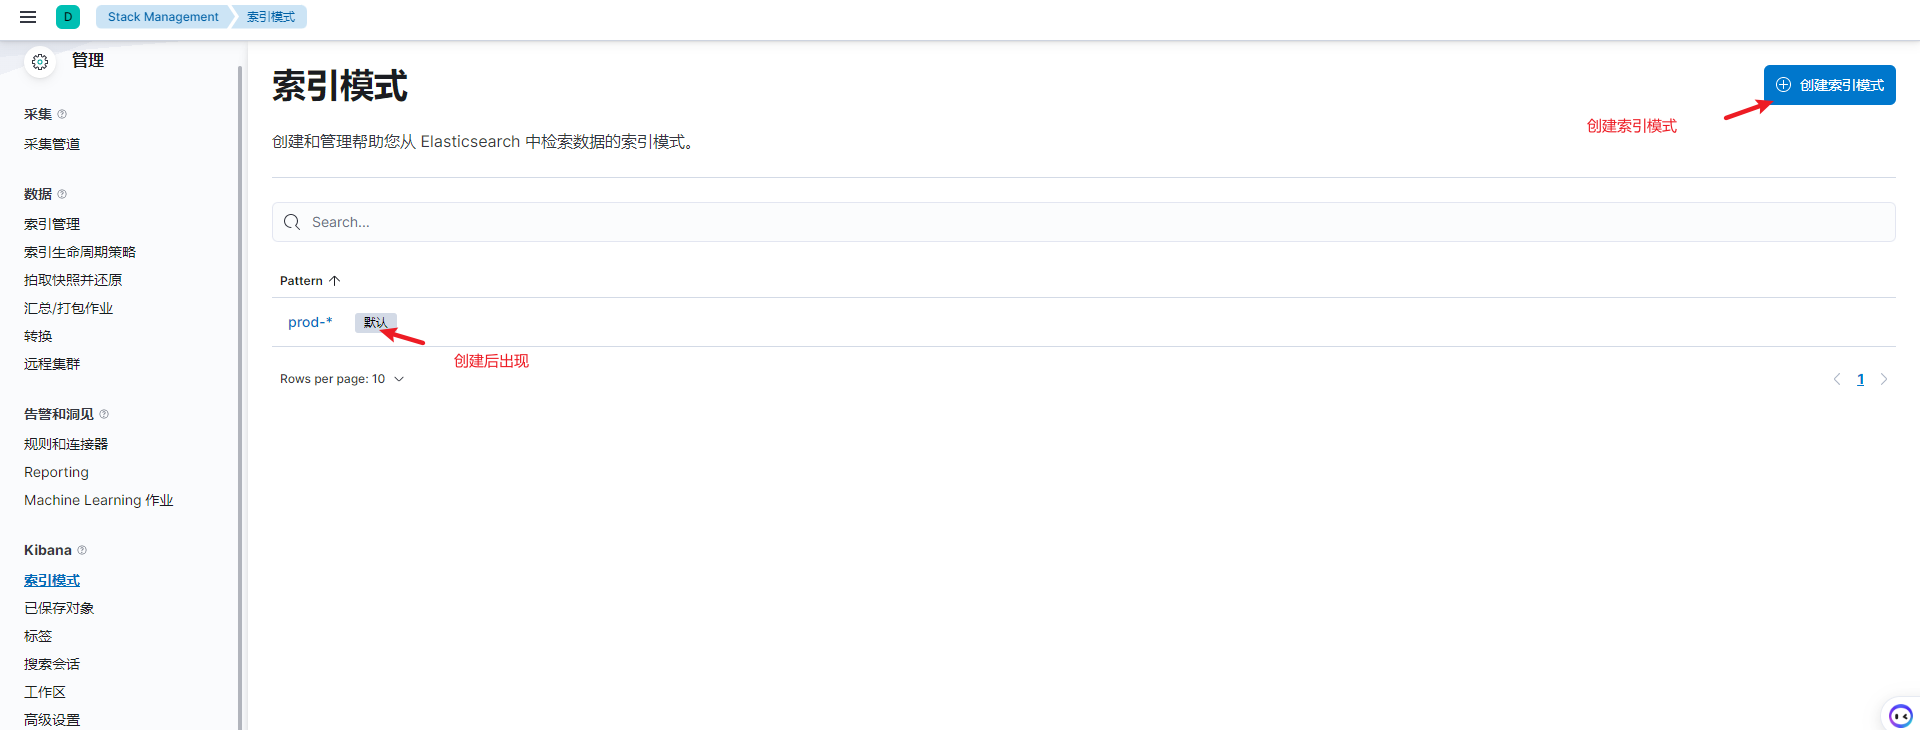 D Stack Management 索引模式
管理
采集
采集管道
数据
索引管理
索引生命周期策略
拍取快照并还原
汇总/打包作业
转换
远程集群
告警和洞见
规则和连接器
Reporting
Machine Learning 作业
Kibana
索引模式
已保存对象
标签
搜索会话
工作区
高级设置
索引模式
创建索引模式
创建索引模式
创建和管理帮助您从 Elasticsearch 中检索数据的索引模式。
Search...
Pattern
prod-* 默认
创建后出现
Rows per page: 10
1